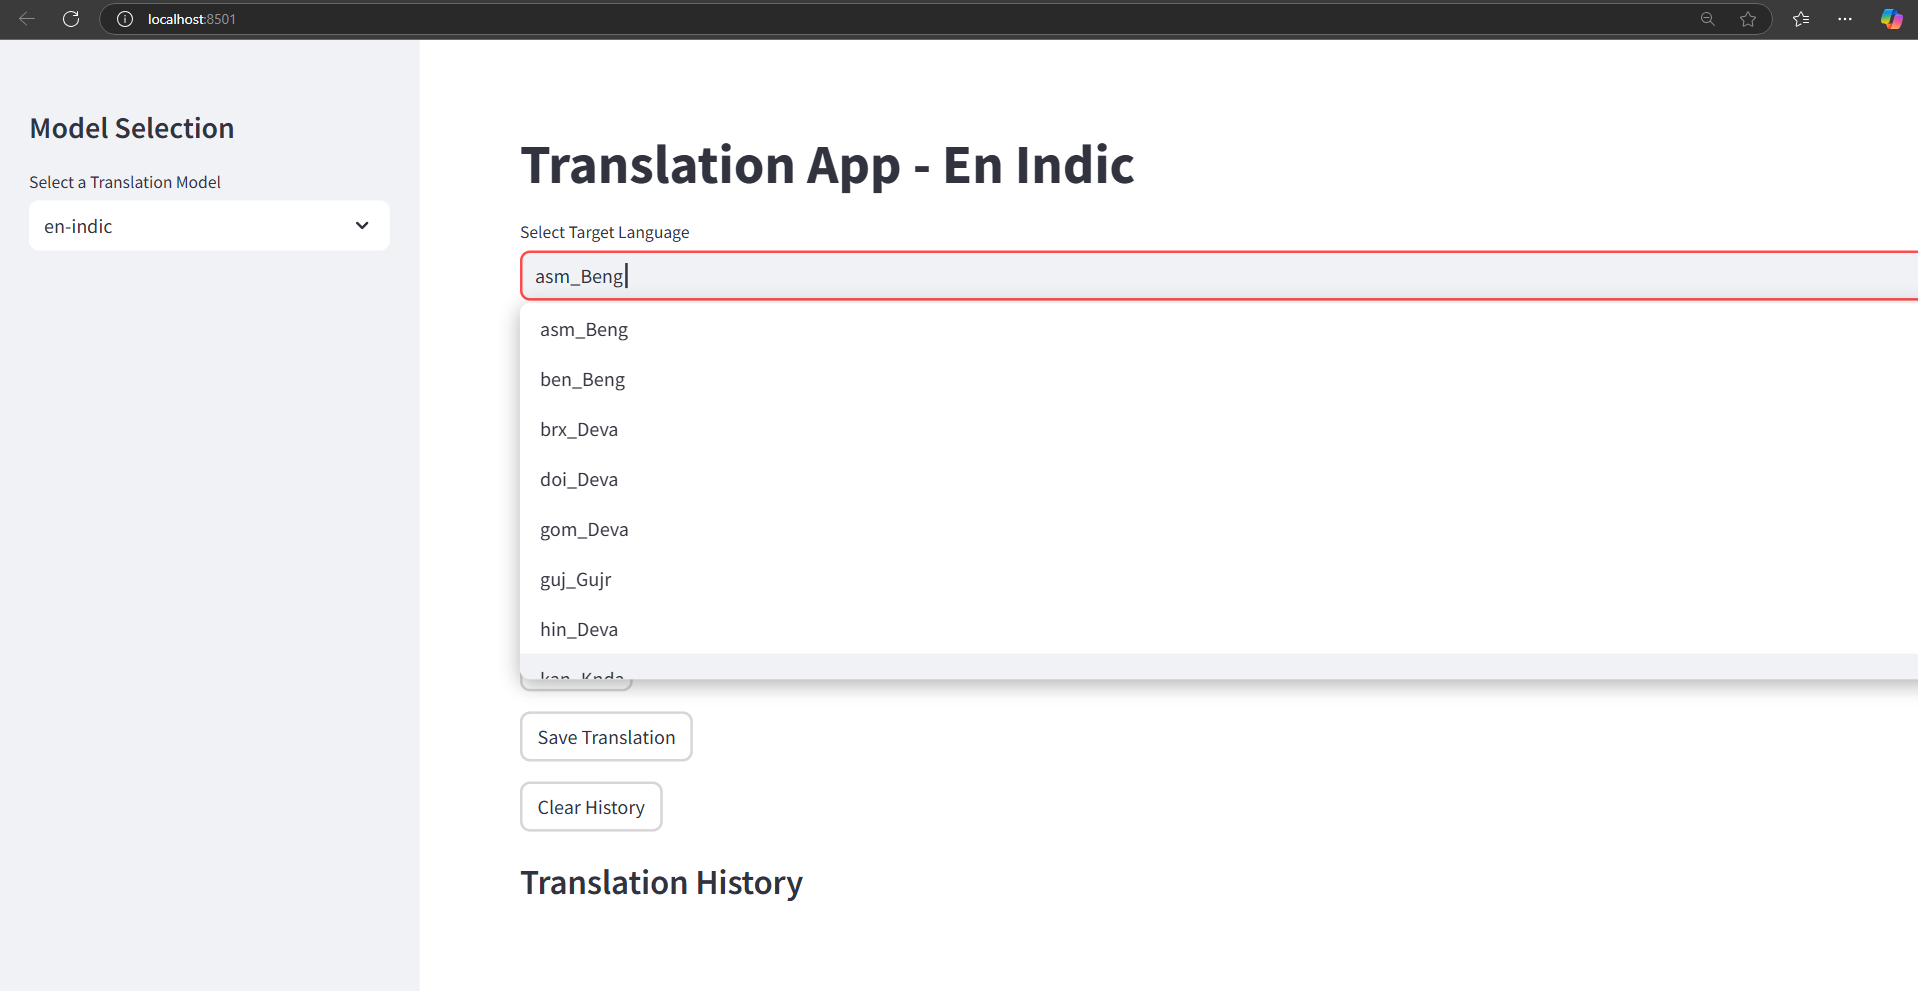 localhost:8501
Model Selection
Select a Translation Model
en-indic
Translation App - En Indic
Select Target Language
asm_Beng
asm_Beng
ben_Beng
brx_Deva
doi_Deva
gom_Deva
guj_Gujr
hin_Deva
kan_Knda
Save Translation
Clear History
Translation History